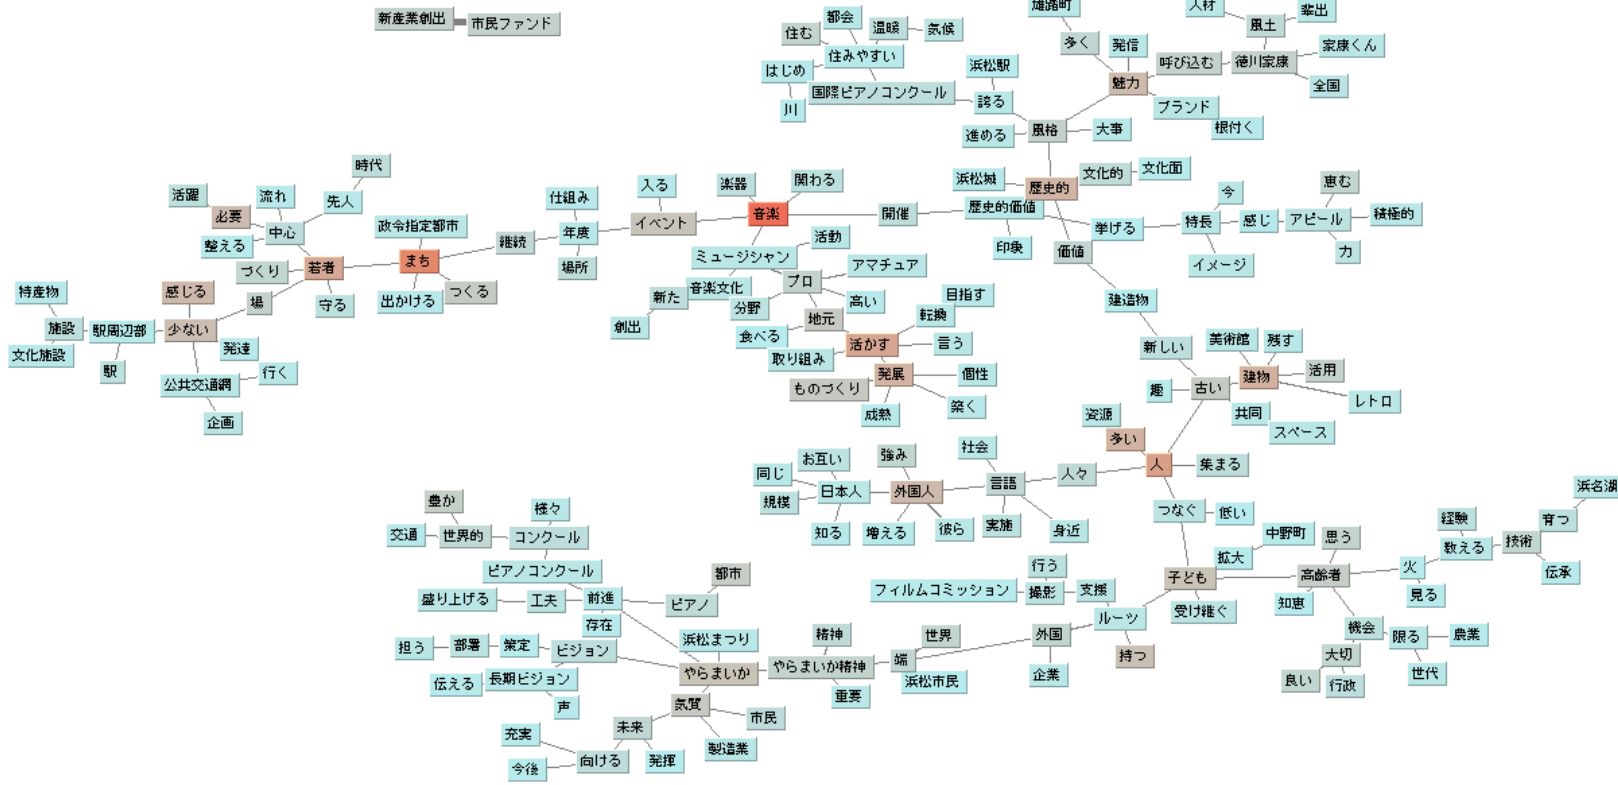 新産業創出
市民ファンド
都会
住む
温暖
気候
住みやすい
はじめ
川
国際ピアノコンクール
浜松駅
誇る
進める
風格
大事
雄踏町
多く
発信
魅力
呼び込む
人材
輩出
風土
徳川家康
家康くん
全国
ブランド
根付く
時代
活躍
流れ
先人
必要
中心
整える
づくり
若者
守る
場
政令指定都市
まち
出かける
つくる
継続
仕組み
年度
場所
入る
イベント
楽器
関わる
音楽
開催
浜松城
歴史的
文化的
文化面
歴史的価値
印象
挙げる
価値
今
特長
感じ
イメージ
恵む
アピール
積極的
力
特産物
施設
文化施設
駅周辺部
駅
感じる
少ない
発達
公共交通網
行く
企画
活動
ミュージシャン
音楽文化
新た
創出
分野
プロ
アマチュア
高い
地元
食べる
取り組み
活かす
転換
目指す
言う
発展
ものづくり
個性
成熟
築く
建造物
新しい
美術館
残す
建物
活用
レトロ
趣
古い
共同
スペース
資源
多い
人
集まる
人々
社会
言語
実施
身近
強み
外国人
お互い
同じ
日本人
規模
知る
増える
彼ら
つなぐ
低い
中野町
拡大
子ども
受け継ぐ
思う
高齢者
知恵
火
見る
経験
教える
技術
育つ
浜名湖
伝承
機会
大切
良い
行政
限る
農業
世代
豊か
様々
交通
世界的
コンクール
ピアノコンクール
盛り上げる
工夫
前進
存在
ピアノ
都市
担う
部署
策定
ビジョン
伝える
長期ビジョン
声
浜松まつり
やらまいか
精神
やらまいか精神
重要
気質
市民
製造業
未来
発揮
向ける
充実
今後
世界
端
浜松市民
外国
企業
行う
フィルムコミッション
撮影
支援
ルーツ
持つ